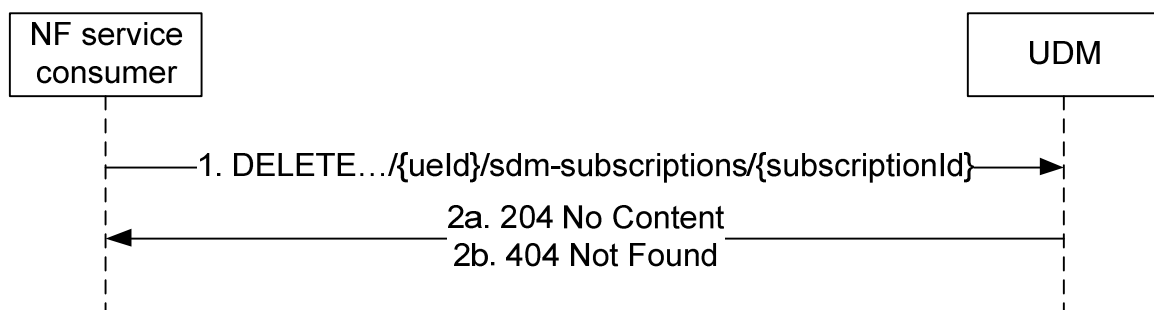 NF service
consumer
UDM
1. DELETE…/{ueId}/sdm-subscriptions/{subscriptionId}
2a. 204 No Content
2b. 404 Not Found